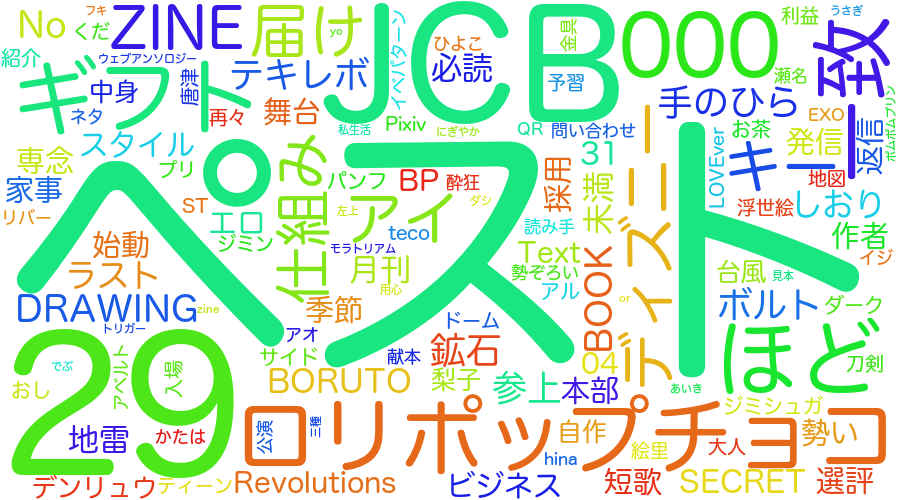 No くだ
フキ
ZINE
届け
JCB
000
致
うさぎ
利益
金具
紹介
ウェブアンソロジー
ギフト
テキレボ
ひよこ
必読
イベパターン
yo
瀬名
中身
唐津
ネタ
再々
舞台
Pixiv
私生活
にぎやか
予習
手のひら
EXO
ポムポムプリン
QR
問い合わせ
お茶
LOVEEver
スタイル
専念
プリ
仕組み
パンフ
BP
酔狂
採用
31
未満
ディズニー
キー
発信
返信
地図
家事
リバー
ST
エロ
アイ
ジミン
左上
モラトリアム
teco
ダシ
読み手
浮世絵
しおり
ペスト
始動
ラスト
月刊
Text
勢ぞろい
BOOK
作者
イジ
台風
見本
DRAWING
zine
季節
用心
アル
or
ボルト
ダーク
トリガー
アオ
ドーム
29
でぷ
アベルト
入場
サイド
献本
鉱石
04
ほど
刀剣
おし
BORUTO
梨子
参上
本部
あいき
ジミシュガ
地雷
かたは
公演
三種
ロリポップチョコ
自作
絵里
大人
勢い
hina
デンリュウ
ティーン
Revolutions
ビジネス
短歌
SECRET
選評